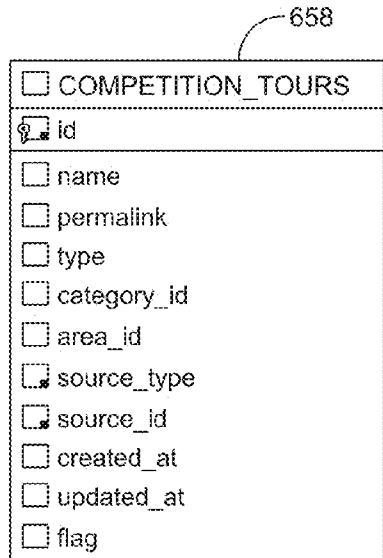 658
COMPETITION_TOURS
id
name
permalink
type
category_id
area_id
source_type
source_id
created_at
updated_at
flag